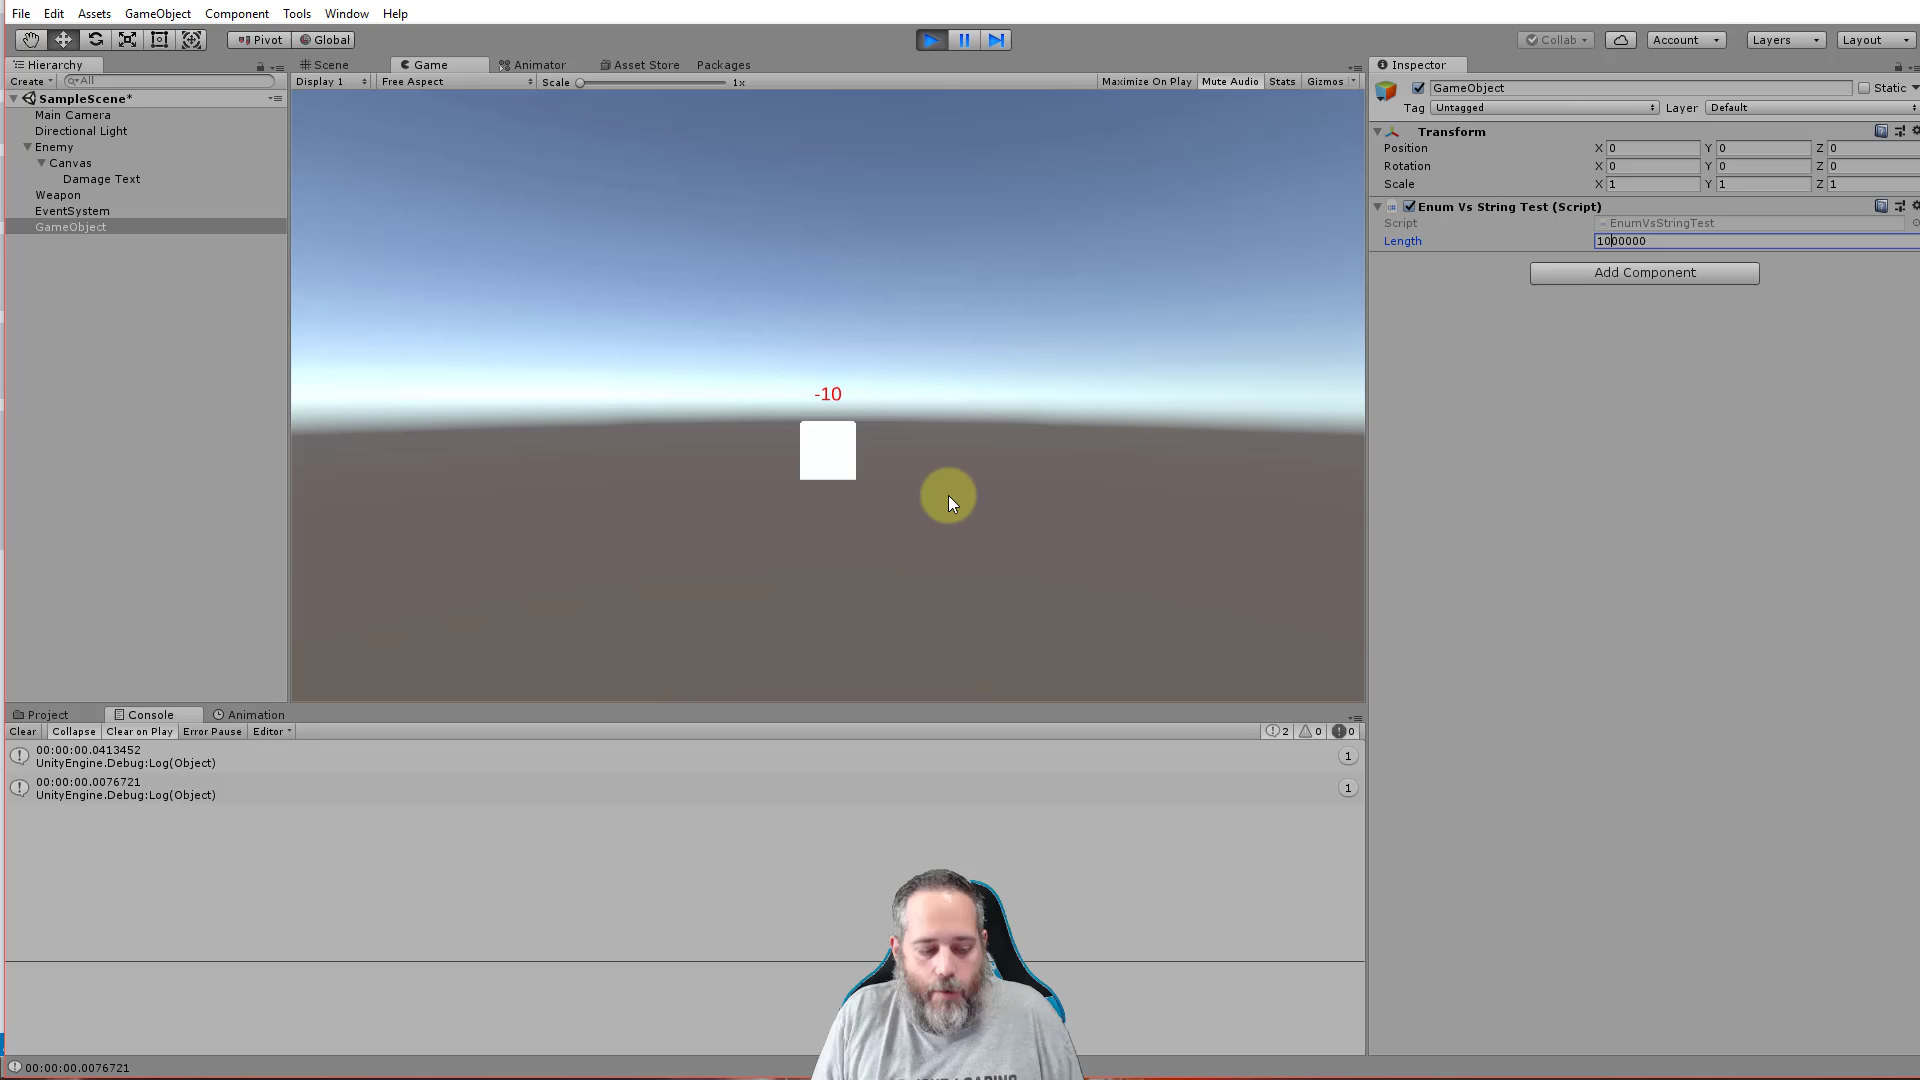 File Edit Assets GameObject Component Tools Window Help
Pivot Global
Collab Account Layers Layout
Hierarchy
Create All
SampleScene*
Main Camera
Directional Light
Enemy
Canvas
Damage Text
Weapon
EventSystem
GameObject
Scene Game Animator Asset Store Packages
Display 1 Free Aspect Scale 1x Maximize On Play Mute Audio Stats Gizmos
-10
Inspector
GameObject Static
Tag Untagged Layer Default
Transform
Position X 0 Y 0 Z 0
Rotation X 0 Y 0 Z 0
Scale X 1 Y 1 Z 1
Enum Vs String Test (Script)
Script EnumVsStringTest
Length 1000000
Add Component
Project Console Animation
Clear Collapse Clear on Play Error Pause Editor 2 0 0
00:00:00.0413452
UnityEngine.Debug:Log(Object) 1
00:00:00.0076721
UnityEngine.Debug:Log(Object) 1
00:00:00.0076721